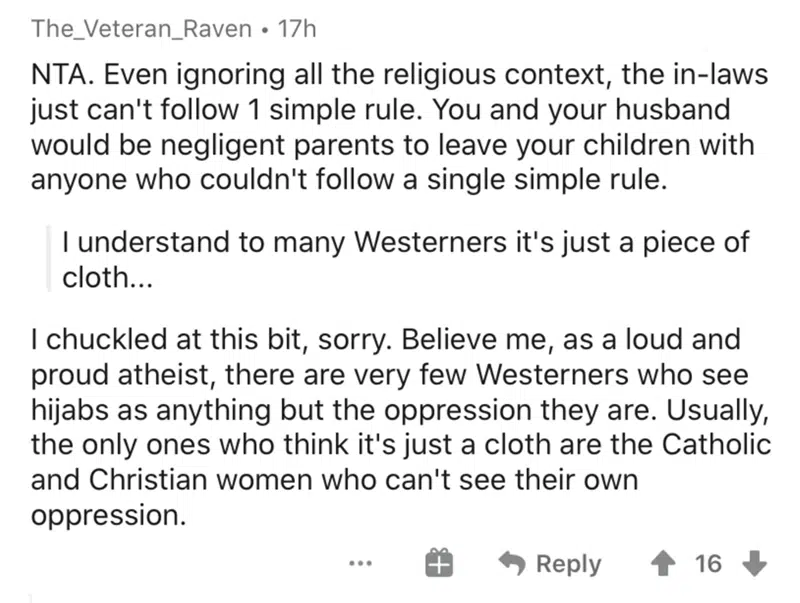 The_Veteran_Raven • 17h
NTA. Even ignoring all the religious context, the in-laws
just can't follow 1 simple rule. You and your husband
would be negligent parents to leave your children with
anyone who couldn't follow a single simple rule.
I understand to many Westerners it's just a piece of
cloth...
I chuckled at this bit, sorry. Believe me, as a loud and
proud atheist, there are very few Westerners who see
hijabs as anything but the oppression they are. Usually,
the only ones who think it's just a cloth are the Catholic
and Christian women who can't see their own
oppression.
... Reply 16